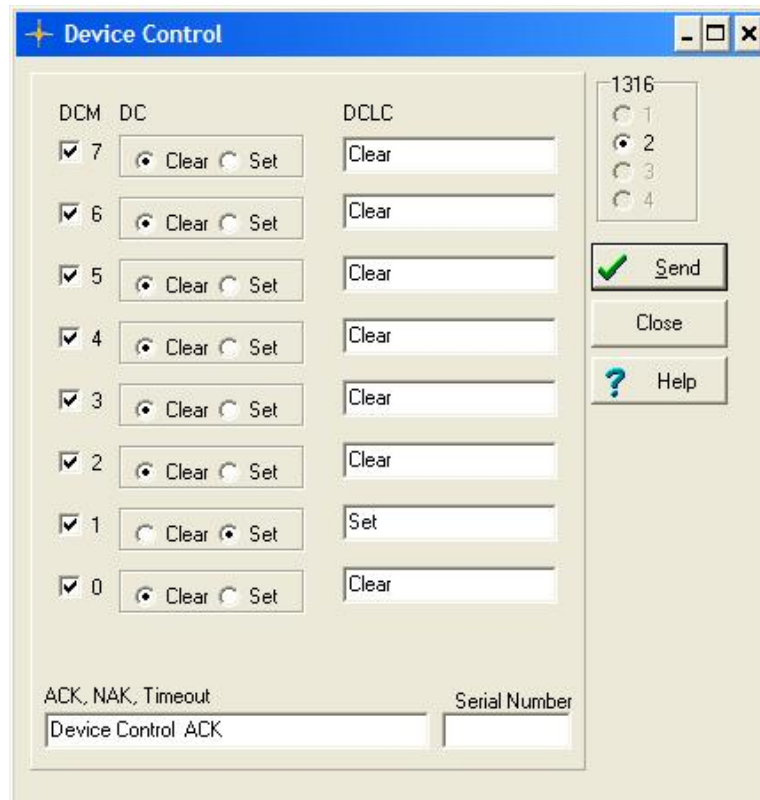 Device Control
DCM DC DCLC
7 Clear Set Clear
6 Clear Set Clear
5 Clear Set Clear
4 Clear Set Clear
3 Clear Set Clear
2 Clear Set Clear
1 Clear Set Set
0 Clear Set Clear
ACK, NAK, Timeout Serial Number
Device Control ACK
1316
1
2
3
4
Send
Close
? Help